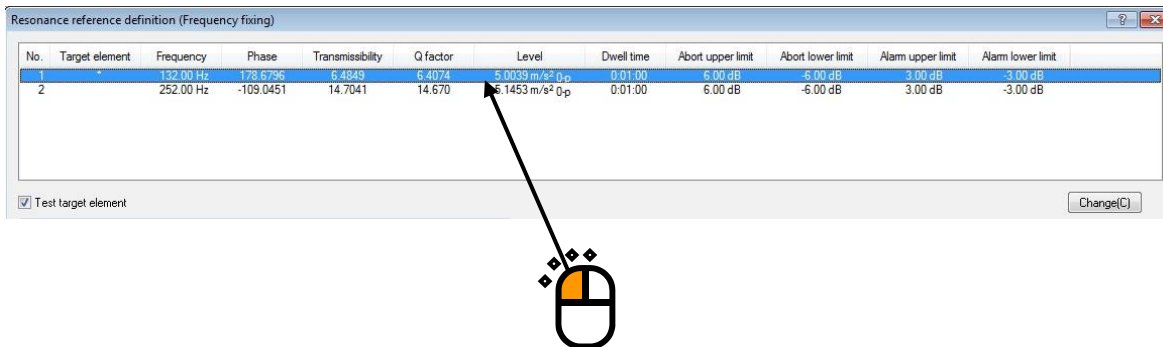 Resonance reference definition (Frequency fixing) ?
No. Target element Frequency Phase Transmissibility Q factor Level Dwell time Abort upper limit Abort lower limit Alarm upper limit Alarm lower limit
1 * 132.00 Hz 178.6796 6.4849 6.4074 5.0039 m/s² 0-p 0:01:00 6.00 dB -6.00 dB 3.00 dB -3.00 dB
2 252.00 Hz -109.0451 14.7041 14.670 5.1453 m/s² 0-p 0:01:00 6.00 dB -6.00 dB 3.00 dB -3.00 dB
Test target element Change(C)